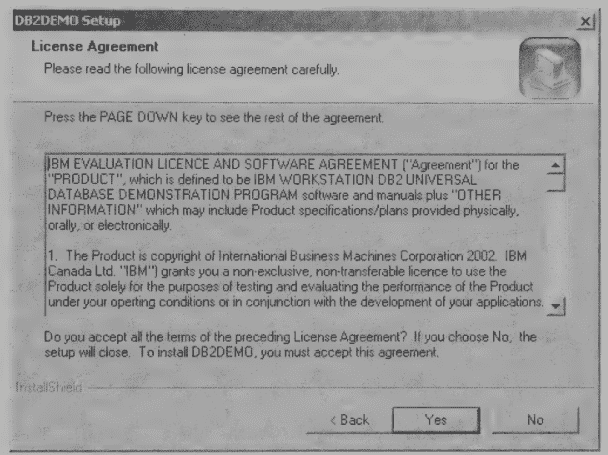 DB2DEMO Setup
License Agreement
Please read the following license agreement carefully.
Press the PAGE DOWN key to see the rest of the agreement.
IBM EVALUATION LICENCE AND SOFTWARE AGREEMENT ("Agreement") for the
"PRODUCT", which is defined to be IBM WORKSTATION DB2 UNIVERSAL
DATABASE DEMONSTRATION PROGRAM software and manuals plus "OTHER
INFORMATION" which may include Product specifications/plans provided physically,
orally, or electronically.
1. The Product is copyright of International Business Machines Corporation 2002. IBM
Canada Ltd. "IBM") grants you a non-exclusive, non-transferable licence to use the
Product solely for the purposes of testing and evaluating the performance of the Product
under your operting conditions or in conjunction with the development of your applications.
Do you accept all the terms of the preceding License Agreement? If you choose No, the
setup will close. To install DB2DEMO, you must accept this agreement.
InstallShield
< Back
Yes
No